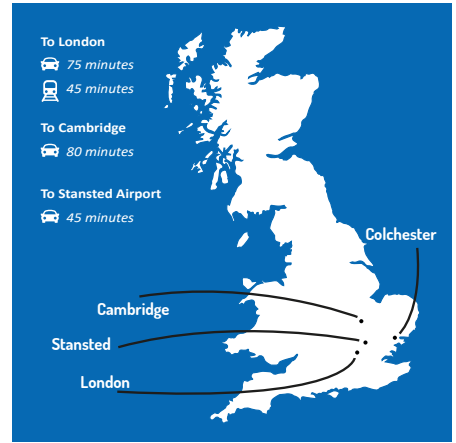 To London
75 minutes
45 minutes
To Cambridge
80 minutes
To Stansted Airport
45 minutes
Colchester
Cambridge
Stansted
London